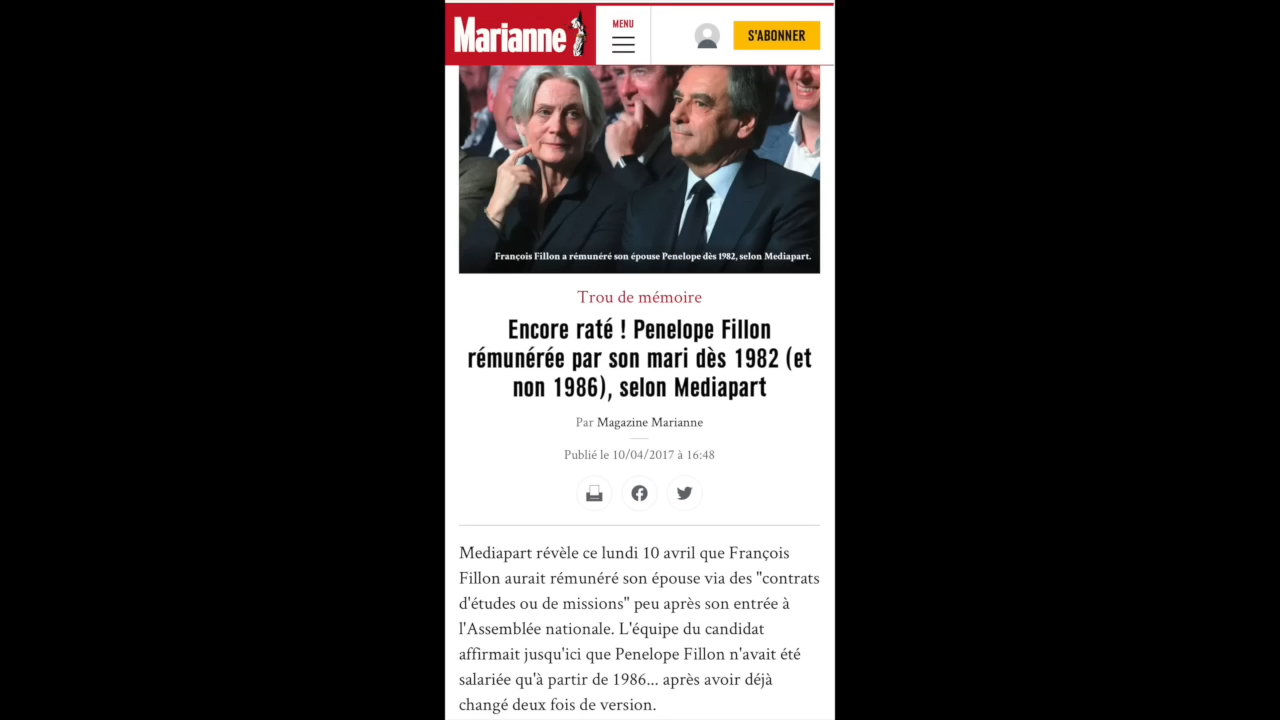 Marianne
MENU
S'ABONNER
François Fillon a rémunéré son épouse Penelope dès 1982, selon Mediapart.
Trou de mémoire
Encore raté ! Penelope Fillon
rémunérée par son mari dès 1982 (et
non 1986), selon Mediapart
Par Magazine Marianne
Publié le 10/04/2017 à 16:48
Mediapart révèle ce lundi 10 avril que François
Fillon aurait rémunéré son épouse via des "contrats
d'études ou de missions" peu après son entrée à
l'Assemblée nationale. L'équipe du candidat
affirmait jusqu'ici que Penelope Fillon n'avait été
salariée qu'à partir de 1986... après avoir déjà
changé deux fois de version.